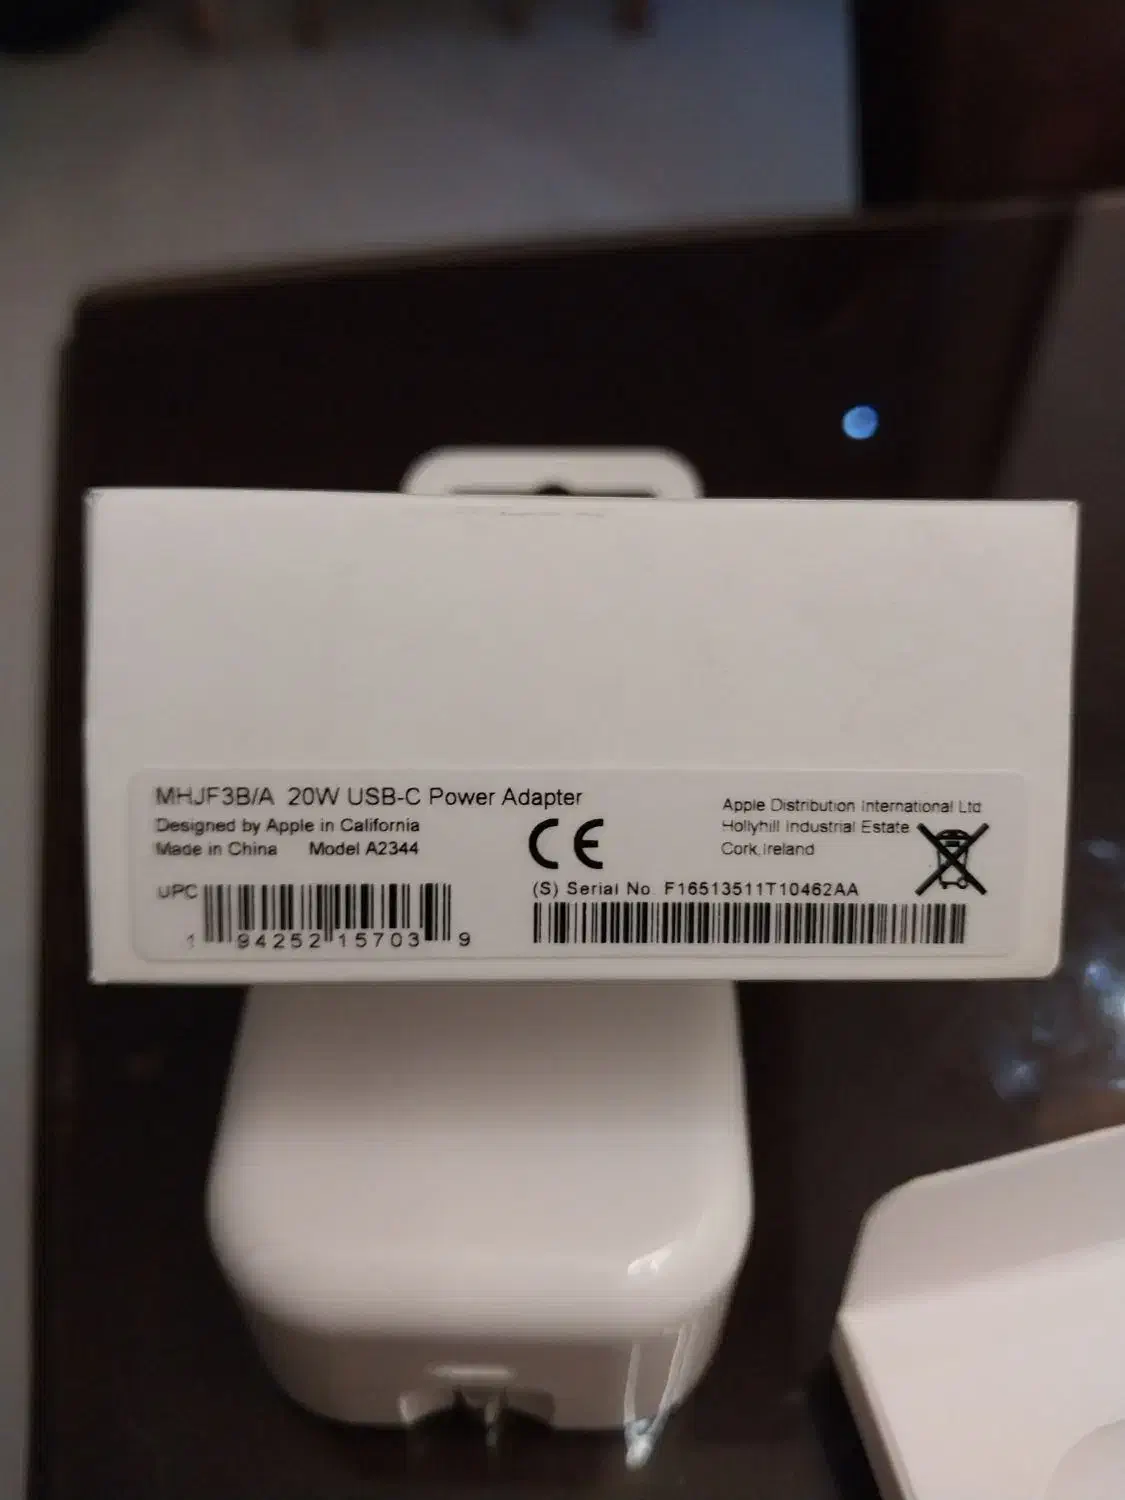 MHJF3B/A 20W USB-C Power Adapter
Designed by Apple in California
Made in China Model A2344
UPC
1 94252 15703 9
CE
(S) Serial No. F16513511T10462AA
Apple Distribution International Ltd
Hollyhill Industrial Estate
Cork,Ireland